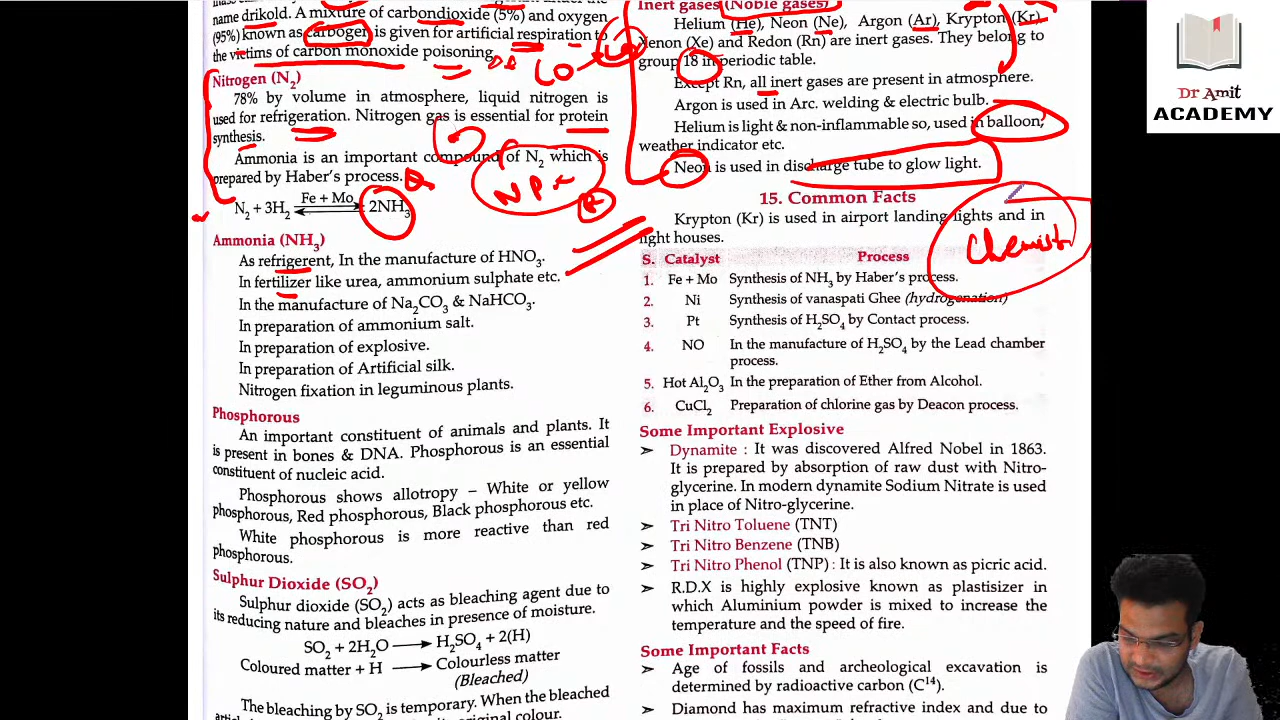 name drikold. A mixture of carbondioxide (5%) and oxygen
(95%) known as carbogen is given for artificial respiration to
the victims of carbon monoxide poisoning.
Nitrogen (N₂)
78% by volume in atmosphere, liquid nitrogen is
used for refrigeration. Nitrogen gas is essential for protein
synthesis.
Ammonia is an important compound of N₂ which is
prepared by Haber's process.
N₂ + 3H₂ Fe + Mo 2NH₃
NPK
CO
Ammonia (NH₃)
As refrigerent, In the manufacture of HNO₃.
In fertilizer like urea, ammonium sulphate etc.
In the manufacture of Na₂CO₃ & NaHCO₃.
In preparation of ammonium salt.
In preparation of explosive.
In preparation of Artificial silk.
Nitrogen fixation in leguminous plants.
Phosphorous
An important constituent of animals and plants. It
is present in bones & DNA. Phosphorous is an essential
constituent of nucleic acid.
Phosphorous shows allotropy – White or yellow
phosphorous, Red phosphorous, Black phosphorous etc.
White phosphorous is more reactive than red
phosphorous.
Sulphur Dioxide (SO₂)
Sulphur dioxide (SO₂) acts as bleaching agent due to
its reducing nature and bleaches in presence of moisture.
SO₂ + 2H₂O ⟶ H₂SO₄ + 2(H)
Coloured matter + H ⟶ Colourless matter
(Bleached)
The bleaching by SO₂ is temporary. When the bleached
original colour.
Inert gases (Noble gases)
Helium (He), Neon (Ne), Argon (Ar), Krypton (Kr)
Xenon (Xe) and Redon (Rn) are inert gases. They belong to
group 18 in periodic table.
Except Rn, all inert gases are present in atmosphere.
Argon is used in Arc. welding & electric bulb.
Helium is light & non-inflammable so, used in balloon,
weather indicator etc.
Neon is used in discharge tube to glow light.
15. Common Facts
Krypton (Kr) is used in airport landing lights and in
light houses.
Chemist
S. Catalyst Process
1. Fe + Mo Synthesis of NH₃ by Haber's process.
2. Ni Synthesis of vanaspati Ghee (hydrogenation)
3. Pt Synthesis of H₂SO₄ by Contact process.
4. NO In the manufacture of H₂SO₄ by the Lead chamber
process.
5. Hot Al₂O₃ In the preparation of Ether from Alcohol.
6. CuCl₂ Preparation of chlorine gas by Deacon process.
Some Important Explosive
➢ Dynamite : It was discovered Alfred Nobel in 1863.
It is prepared by absorption of raw dust with Nitro-
glycerine. In modern dynamite Sodium Nitrate is used
in place of Nitro-glycerine.
➢ Tri Nitro Toluene (TNT)
➢ Tri Nitro Benzene (TNB)
➢ Tri Nitro Phenol (TNP) : It is also known as picric acid.
➢ R.D.X is highly explosive known as plastisizer in
which Aluminium powder is mixed to increase the
temperature and the speed of fire.
Some Important Facts
➢ Age of fossils and archeological excavation is
determined by radioactive carbon (C¹⁴).
➢ Diamond has maximum refractive index and due to
Dr Amit
ACADEMY